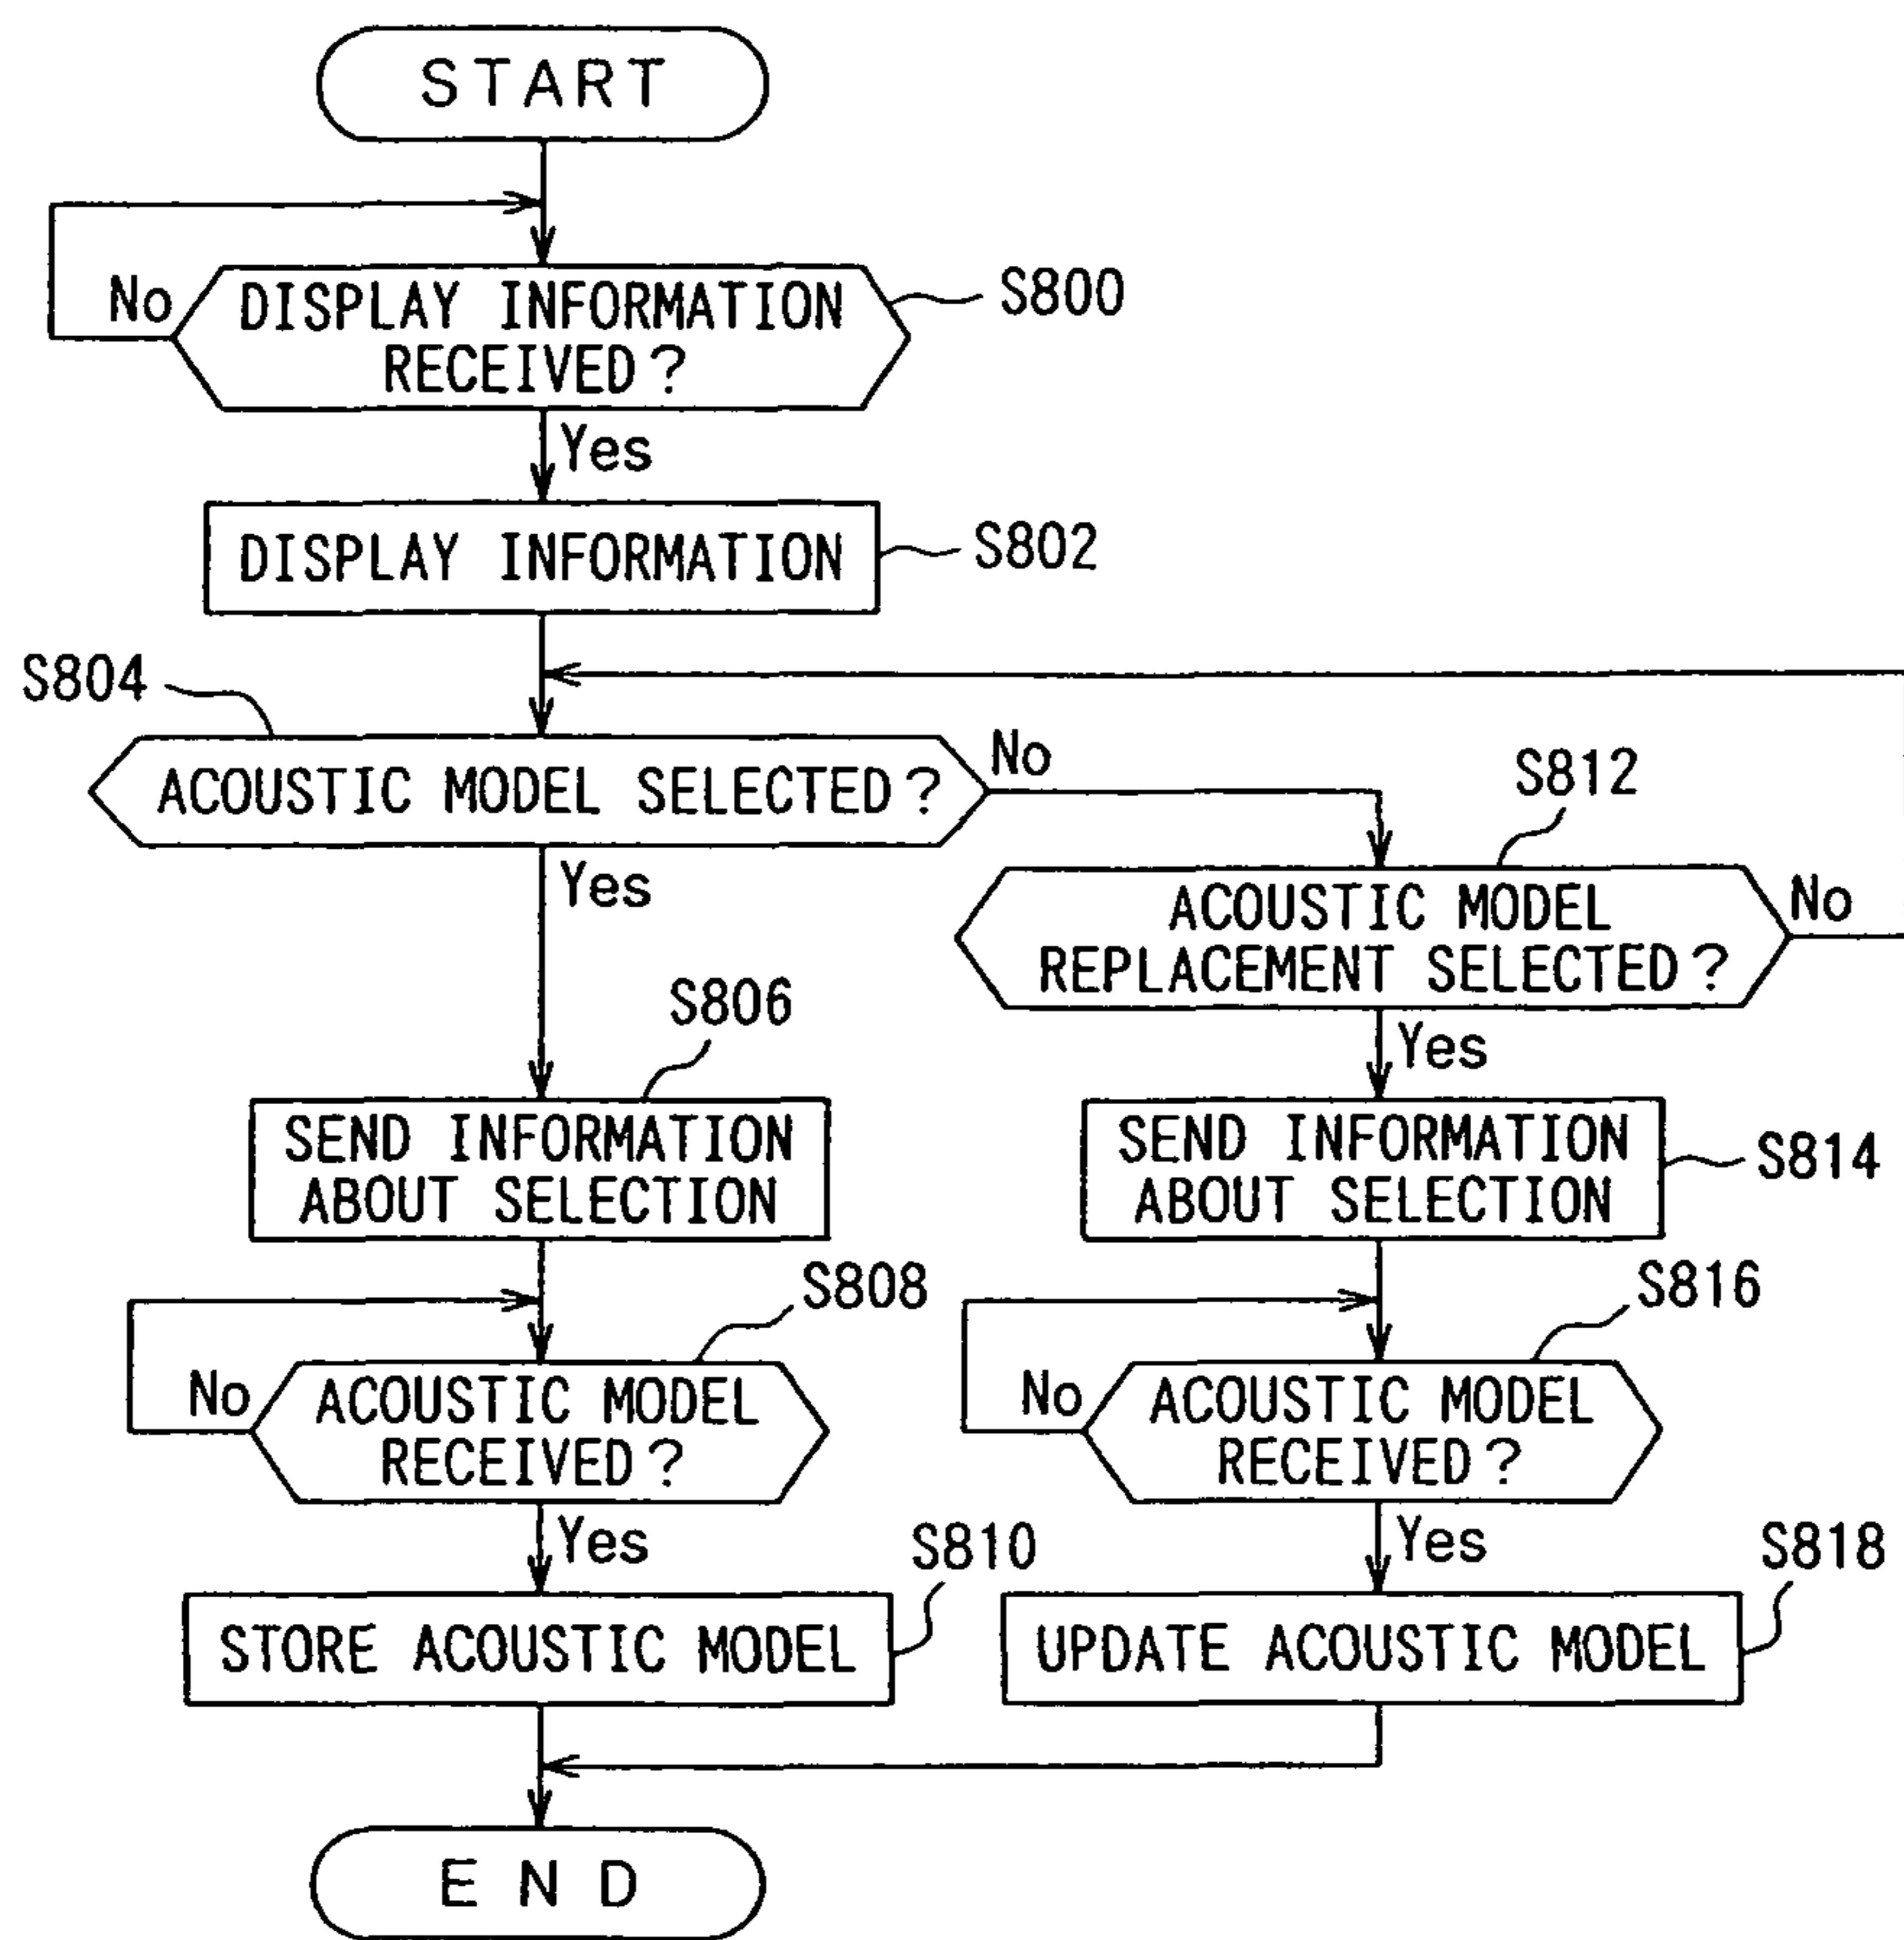 START
DISPLAY INFORMATION
RECEIVED?
No
S800
Yes
DISPLAY INFORMATION
S802
S804
ACOUSTIC MODEL SELECTED?
No
Yes
S812
ACOUSTIC MODEL
REPLACEMENT SELECTED?
No
Yes
S806
SEND INFORMATION
ABOUT SELECTION
SEND INFORMATION
ABOUT SELECTION
S814
S808
ACOUSTIC MODEL
RECEIVED?
No
Yes
S816
ACOUSTIC MODEL
RECEIVED?
No
Yes
S810
STORE ACOUSTIC MODEL
S818
UPDATE ACOUSTIC MODEL
END